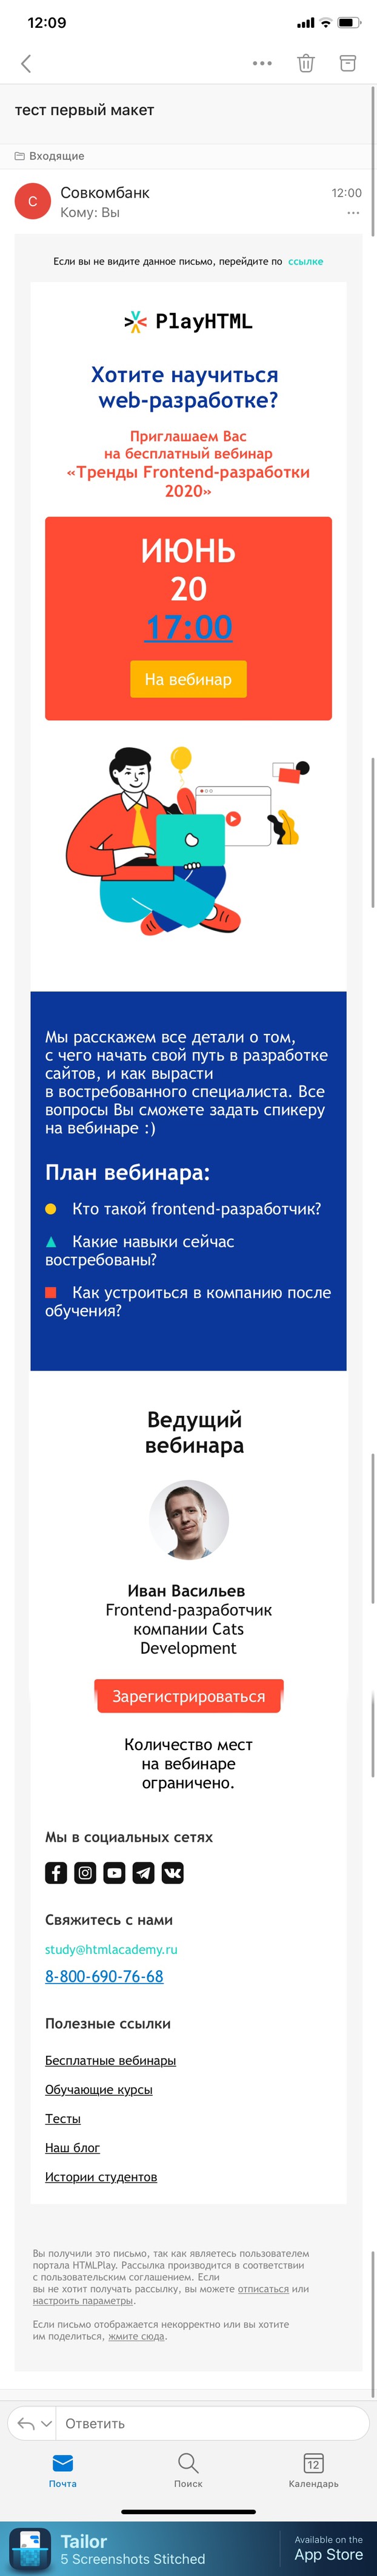 12:09
тест первый макет
Входящие
С
Совкомбанк
12:00
Кому: Вы
Если вы не видите данное письмо, перейдите по ссылке
PlayHTML
Хотите научиться
web-разработке?
Приглашаем Вас
на бесплатный вебинар
«Тренды Frontend-разработки
2020»
ИЮНЬ
20
17:00
На вебинар
Мы расскажем все детали о том,
с чего начать свой путь в разработке
сайтов, и как вырасти
в востребованного специалиста. Все
вопросы Вы сможете задать спикеру
на вебинаре :)
План вебинара:
Кто такой frontend-разработчик?
Какие навыки сейчас
востребованы?
Как устроиться в компанию после
обучения?
Ведущий
вебинара
Иван Васильев
Frontend-разработчик
компании Cats
Development
Зарегистрироваться
Количество мест
на вебинаре
ограничено.
Мы в социальных сетях
Свяжитесь с нами
study@htmlacademy.ru
8-800-690-76-68
Полезные ссылки
Бесплатные вебинары
Обучающие курсы
Тесты
Наш блог
Истории студентов
Вы получили это письмо, так как являетесь пользователем
портала HTMLPlay. Рассылка производится в соответствии
с пользовательским соглашением. Если
вы не хотит получать рассылку, вы можете отписаться или
настроить параметры.
Если письмо отображается некорректно или вы хотите
им поделиться, жмите сюда.
Ответить
12
Почта
Поиск
Календарь
Tailor
5 Screenshots Stitched
Available on the
App Store